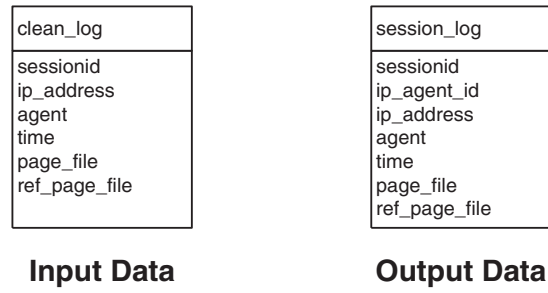 clean_log
sessionid
ip_address
agent
time
page_file
ref_page_file
Input Data
session_log
sessionid
ip_agent_id
ip_address
agent
time
page_file
ref_page_file
Output Data